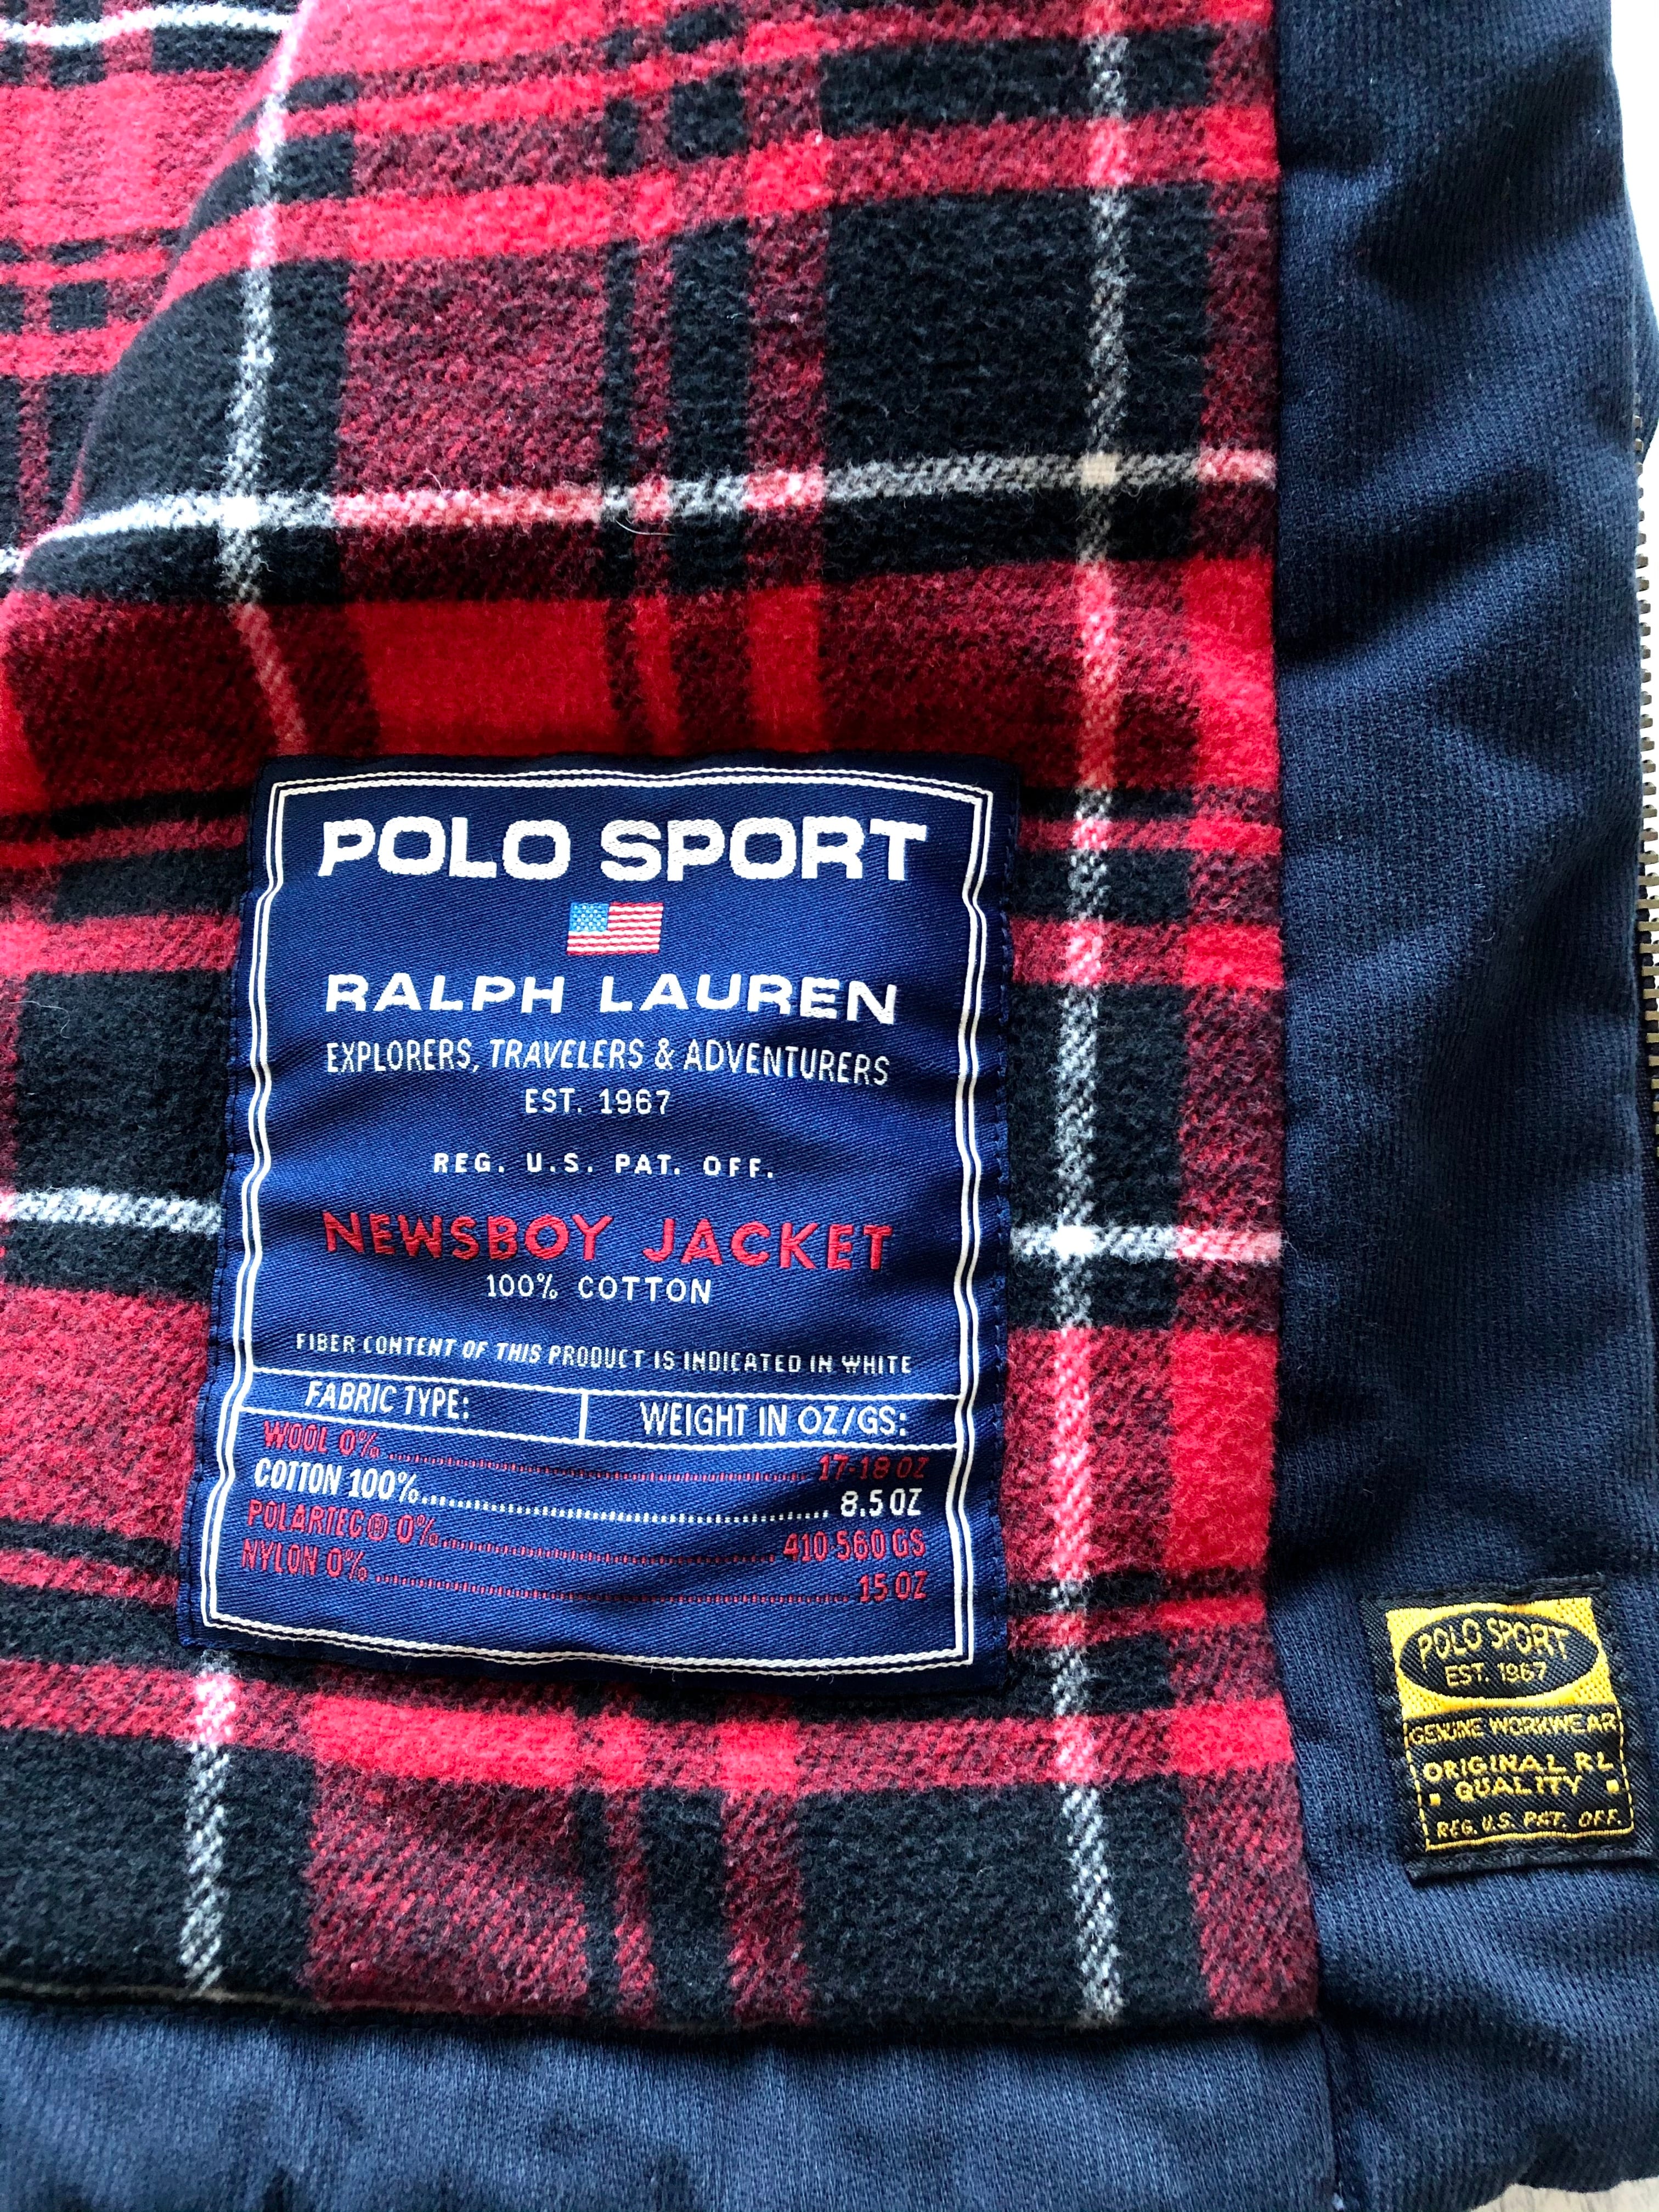 POLO SPORT
RALPH LAUREN
EXPLORERS, TRAVELERS & ADVENTURERS
EST. 1967
REG. U.S. PAT. OFF.
NEWSBOY JACKET
100% COTTON
FIBER CONTENT OF THIS PRODUCT IS INDICATED IN WHITE
FABRIC TYPE: WEIGHT IN OZ/GS:
WOOL 0% 17-18 OZ
COTTON 100% 8.5 OZ
POLARTEC® 0% 410-560 GS
NYLON 0% 15 OZ
POLO SPORT
EST. 1967
GENUINE WORKWEAR
ORIGINAL RL
QUALITY
REG. U.S. PAT. OFF.